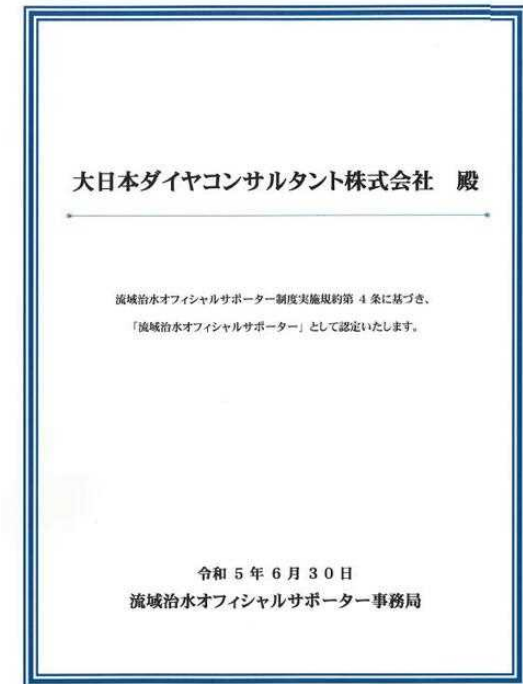 大日本ダイヤコンサルタント株式会社　殿
流域治水オフィシャルサポーター制度実施規約第 4 条に基づき、
「流域治水オフィシャルサポーター」として認定いたします。
令和 5 年 6 月 3 0 日
流域治水オフィシャルサポーター事務局